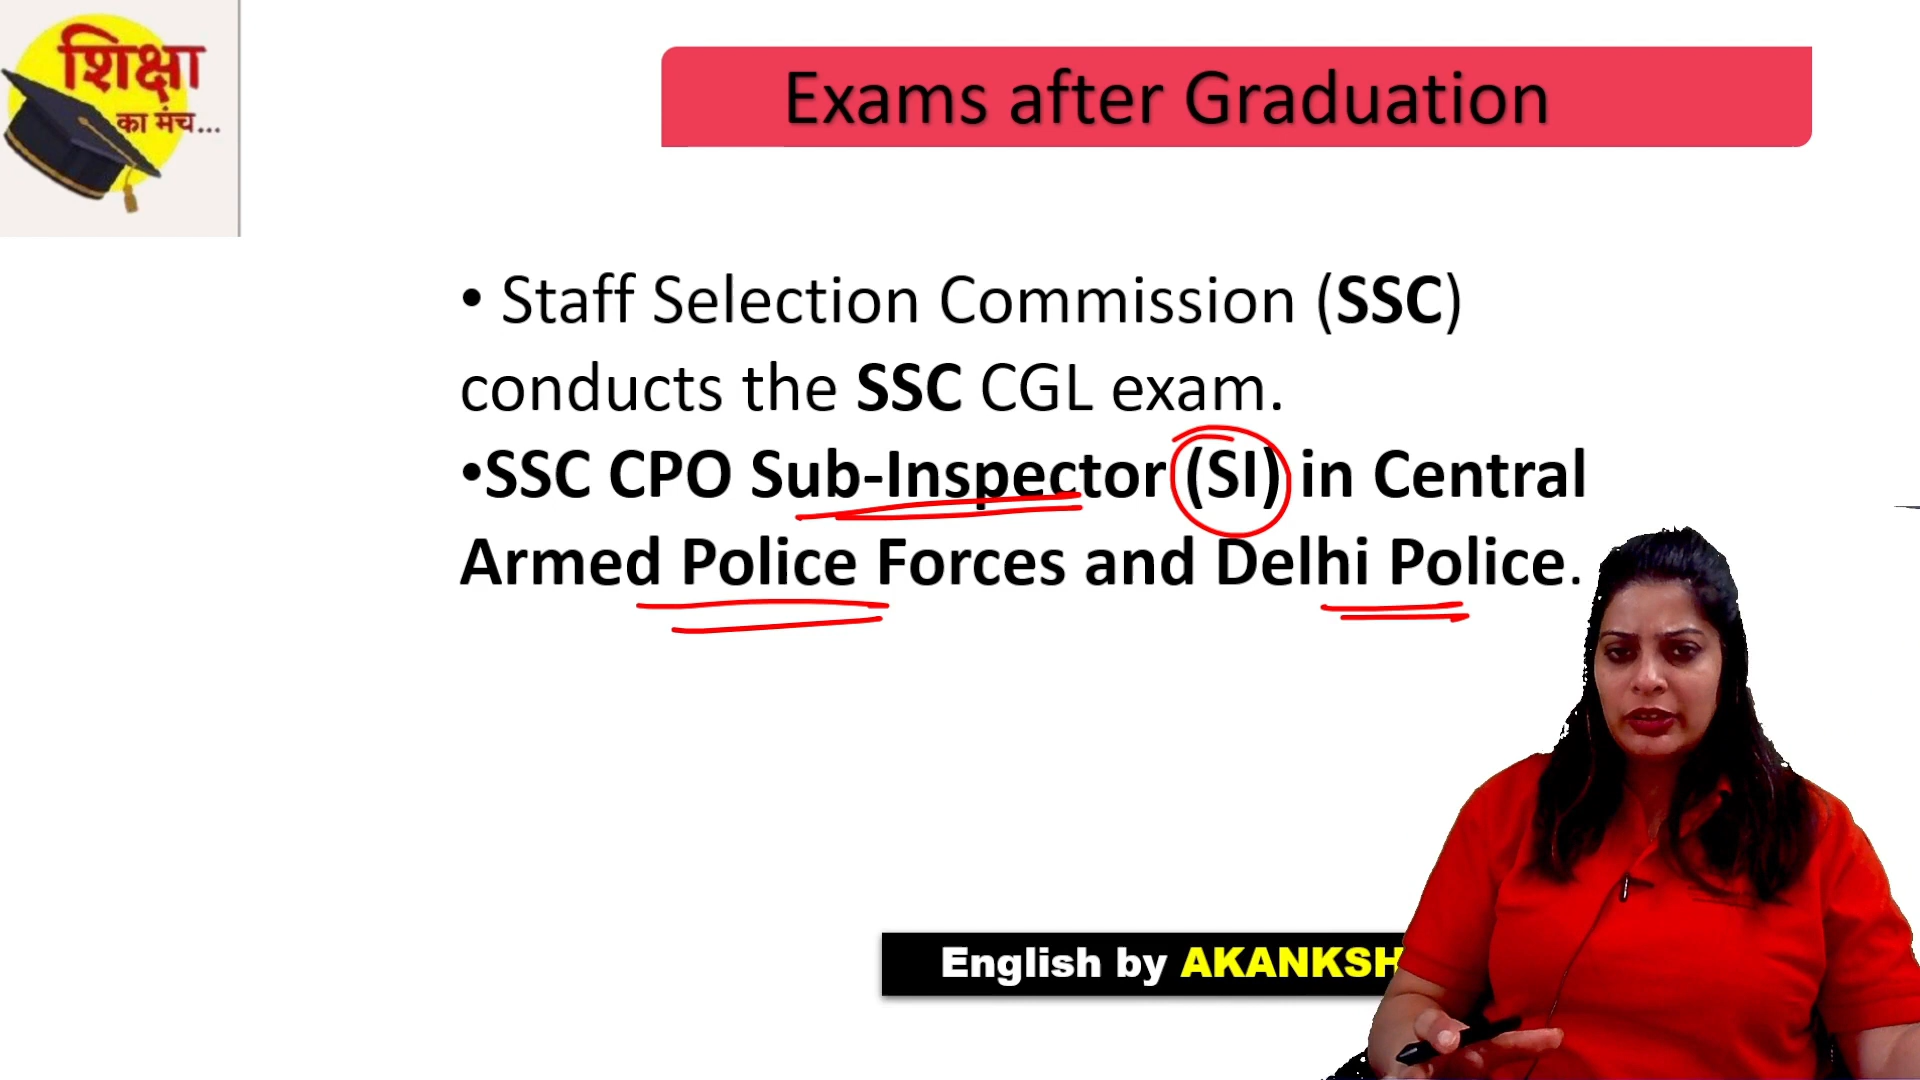 शिक्षा
का मंच...
Exams after Graduation
• Staff Selection Commission (SSC)
conducts the SSC CGL exam.
•SSC CPO Sub-Inspector (SI) in Central
Armed Police Forces and Delhi Police.
English by AKANKSH